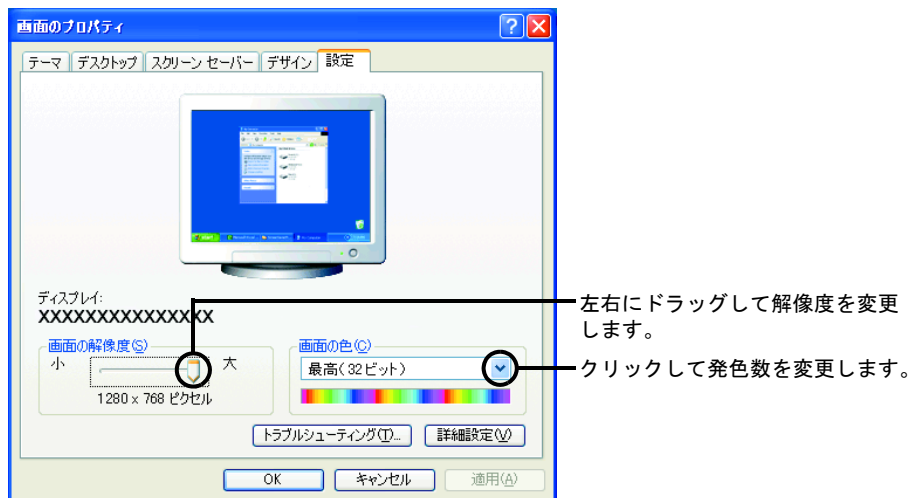 画面のプロパティ
テーマ デスクトップ スクリーン セーバー デザイン 設定
ディスプレイ:
XXXXXXXXXXXXXXX
画面の解像度(S)
小 大
1280 x 768 ピクセル
画面の色(C)
最高(32ビット)
トラブルシューティング(T)... 詳細設定(V)
OK キャンセル 適用(A)
左右にドラッグして解像度を変更
します。
クリックして発色数を変更します。